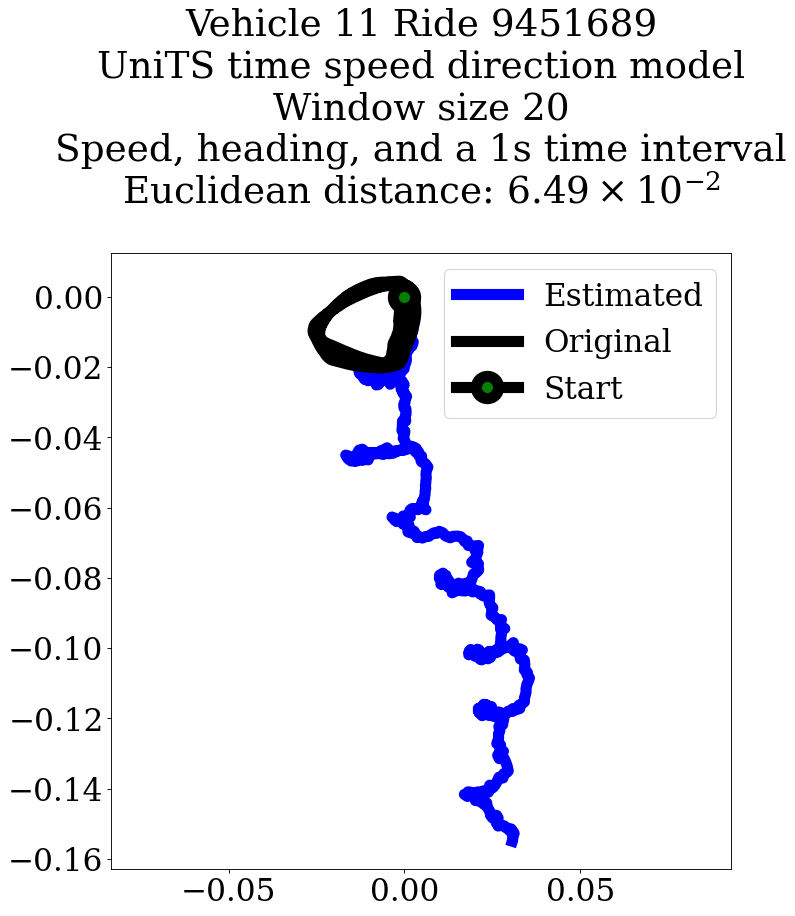 Vehicle 11 Ride 9451689
UniTS time speed direction model
Window size 20
Speed, heading, and a 1s time interval
Euclidean distance: 6.49 × 10⁻²
Estimated
Original
Start
0.00
−0.02
−0.04
−0.06
−0.08
−0.10
−0.12
−0.14
−0.16
−0.05
0.00
0.05